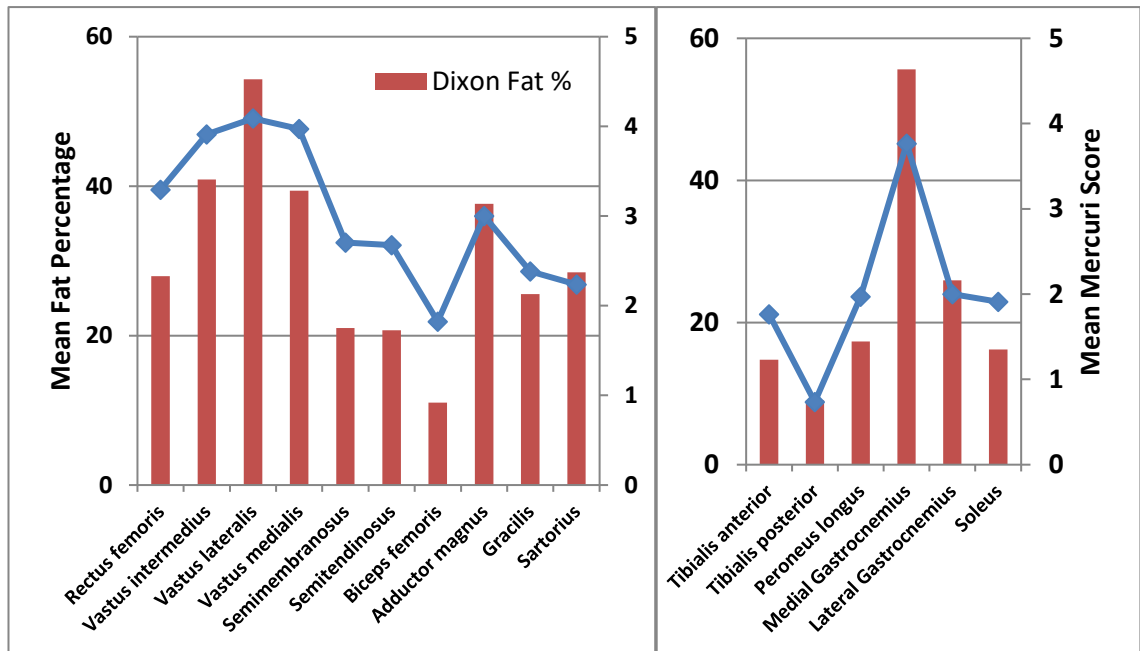 60
40
20
0
Mean Fat Percentage
Dixon Fat %
5
4
3
2
1
0
Rectus femoris
Vastus intermedius
Vastus lateralis
Vastus medialis
Semimembranosus
Semitendinosus
Biceps femoris
Adductor magnus
Gracilis
Sartorius
60
40
20
0
5
4
3
2
1
0
Mean Mercuri Score
Tibialis anterior
Tibialis posterior
Peroneus longus
Medial Gastrocnemius
Lateral Gastrocnemius
Soleus